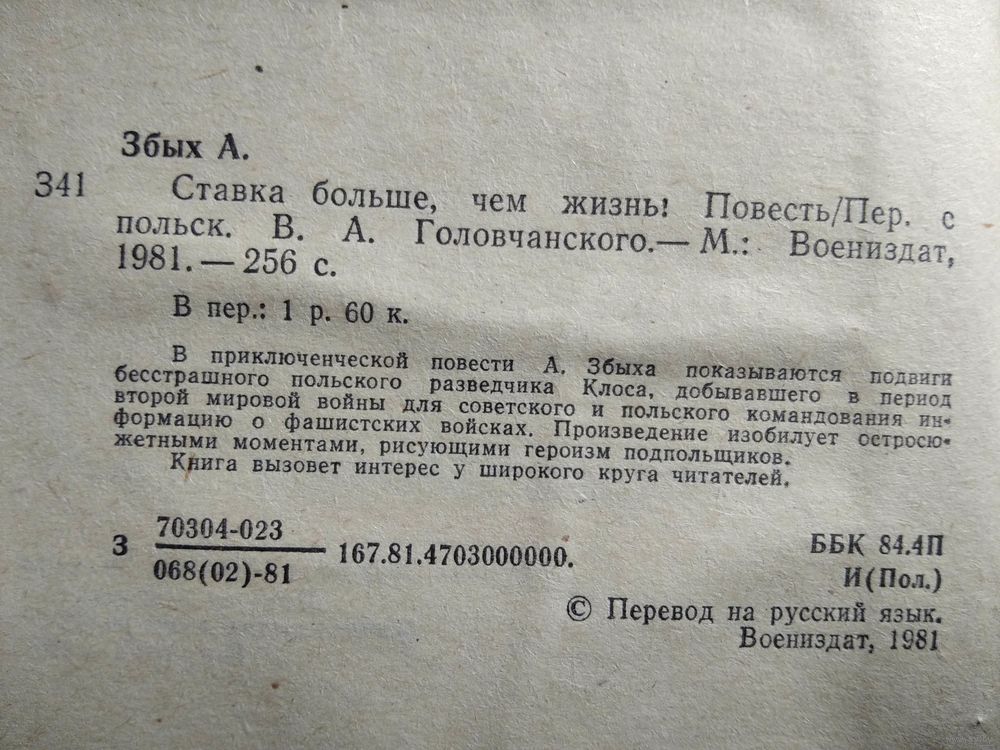 Збых А.
З41 Ставка больше, чем жизнь! Повесть/Пер. с
польск. В. А. Головчанского.— М.: Воениздат,
1981.— 256 с.
В пер.: 1 р. 60 к.
В приключенческой повести А. Збыха показываются подвиги
бесстрашного польского разведчика Клоса, добывавшего в период
второй мировой войны для советского и польского командования ин-
формацию о фашистских войсках. Произведение изобилует остросю-
жетными моментами, рисующими героизм подпольщиков.
Книга вызовет интерес у широкого круга читателей.
70304-023
З 167.81.4703000000.
068(02)-81
ББК 84.4П
И(Пол.)
© Перевод на русский язык.
Воениздат, 1981